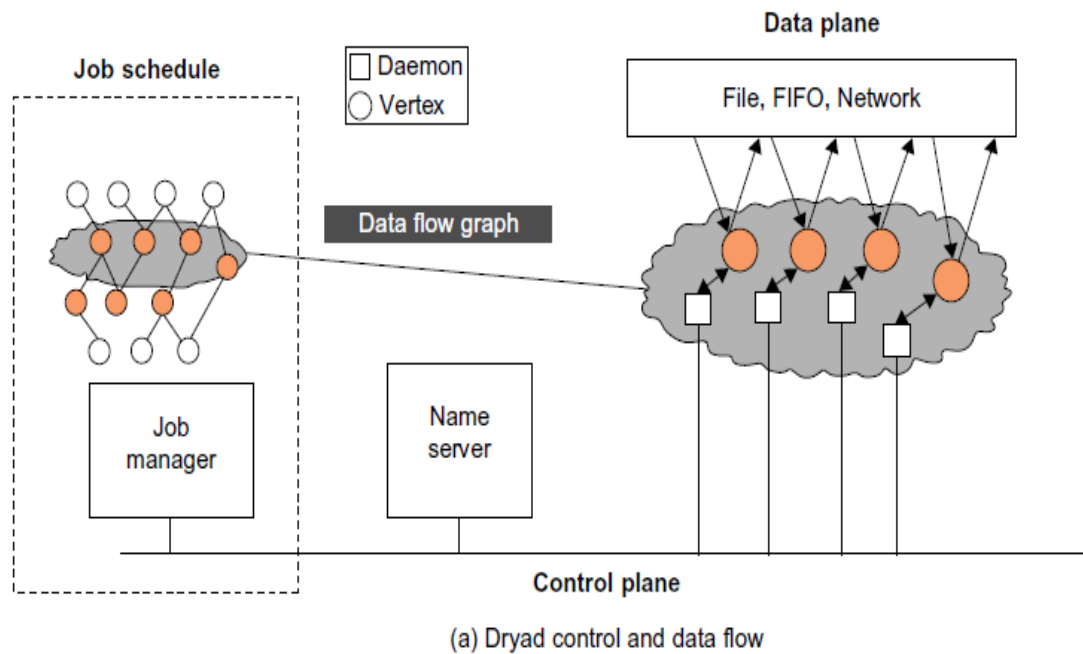 Data plane
Job schedule
Daemon
Vertex
File, FIFO, Network
Data flow graph
Job
manager
Name
server
Control plane
(a) Dryad control and data flow